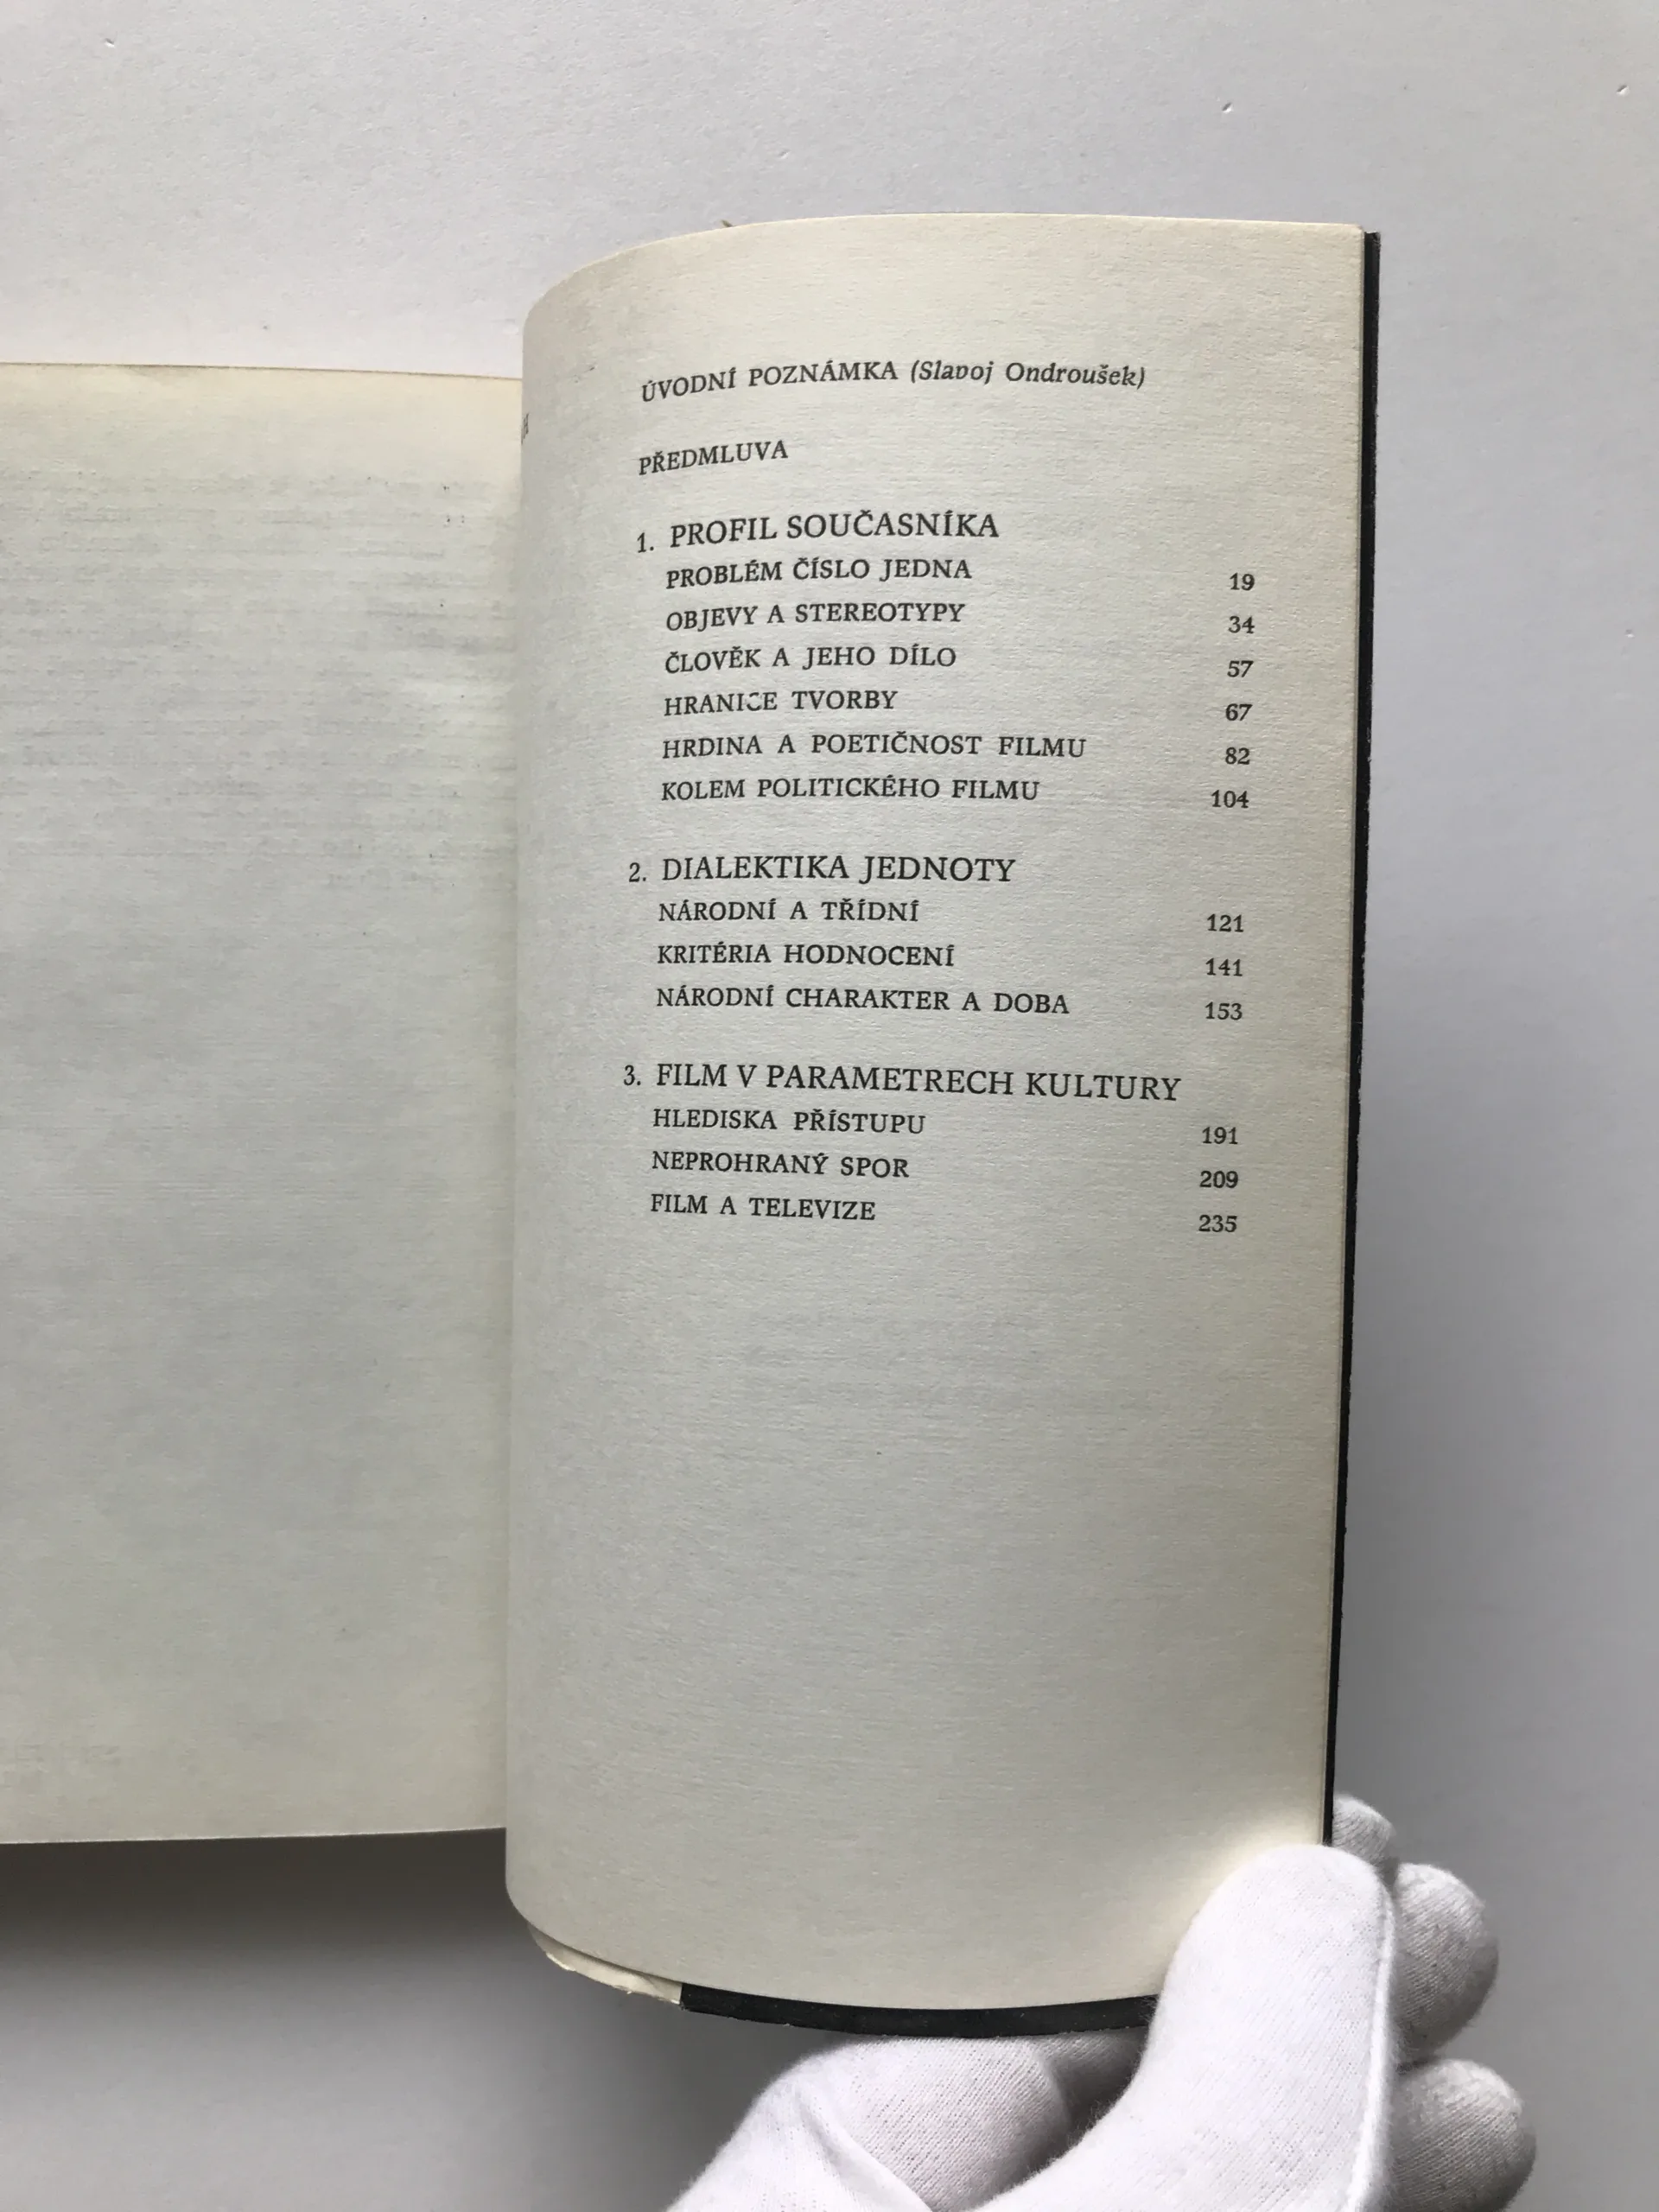 ÚVODNÍ POZNÁMKA (Slavoj Ondroušek)
PŘEDMLUVA
1. PROFIL SOUČASNÍKA
PROBLÉM ČÍSLO JEDNA 19
OBJEVY A STEREOTYPY 34
ČLOVĚK A JEHO DÍLO 57
HRANICE TVORBY 67
HRDINA A POETIČNOST FILMU 82
KOLEM POLITICKÉHO FILMU 104
2. DIALEKTIKA JEDNOTY
NÁRODNÍ A TŘÍDNÍ 121
KRITÉRIA HODNOCENÍ 141
NÁRODNÍ CHARAKTER A DOBA 153
3. FILM V PARAMETRECH KULTURY
HLEDISKA PŘÍSTUPU 191
NEPROHRANÝ SPOR 209
FILM A TELEVIZE 235